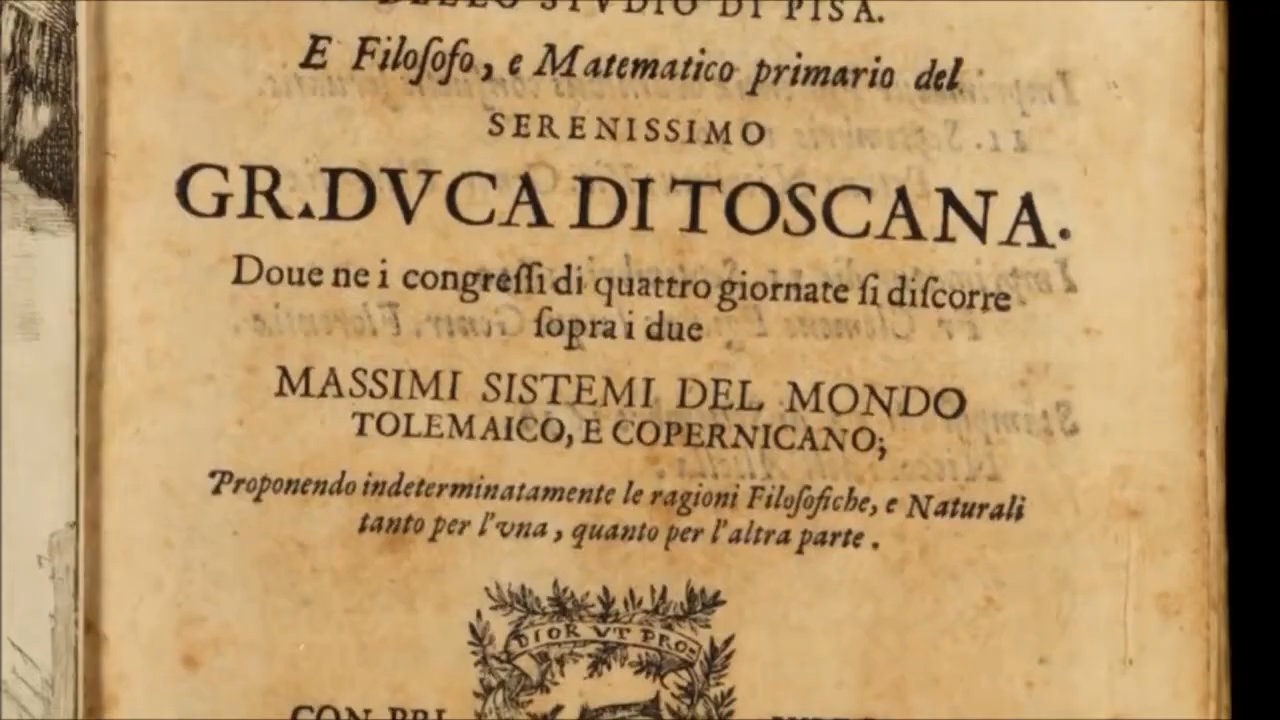 DELLO STVDIO DI PISA.
E Filoſofo, e Matematico primario del
SERENISSIMO
GR.DVCA DI TOSCANA.
Doue ne i congreſſi di quattro giornate ſi diſcorre
ſopra i due
MASSIMI SISTEMI DEL MONDO
TOLEMAICO, E COPERNICANO;
Proponendo indeterminatamente le ragioni Filoſofiche, e Naturali
tanto per l'vna, quanto per l'altra parte.
DIOR VT PROS
CON PRI